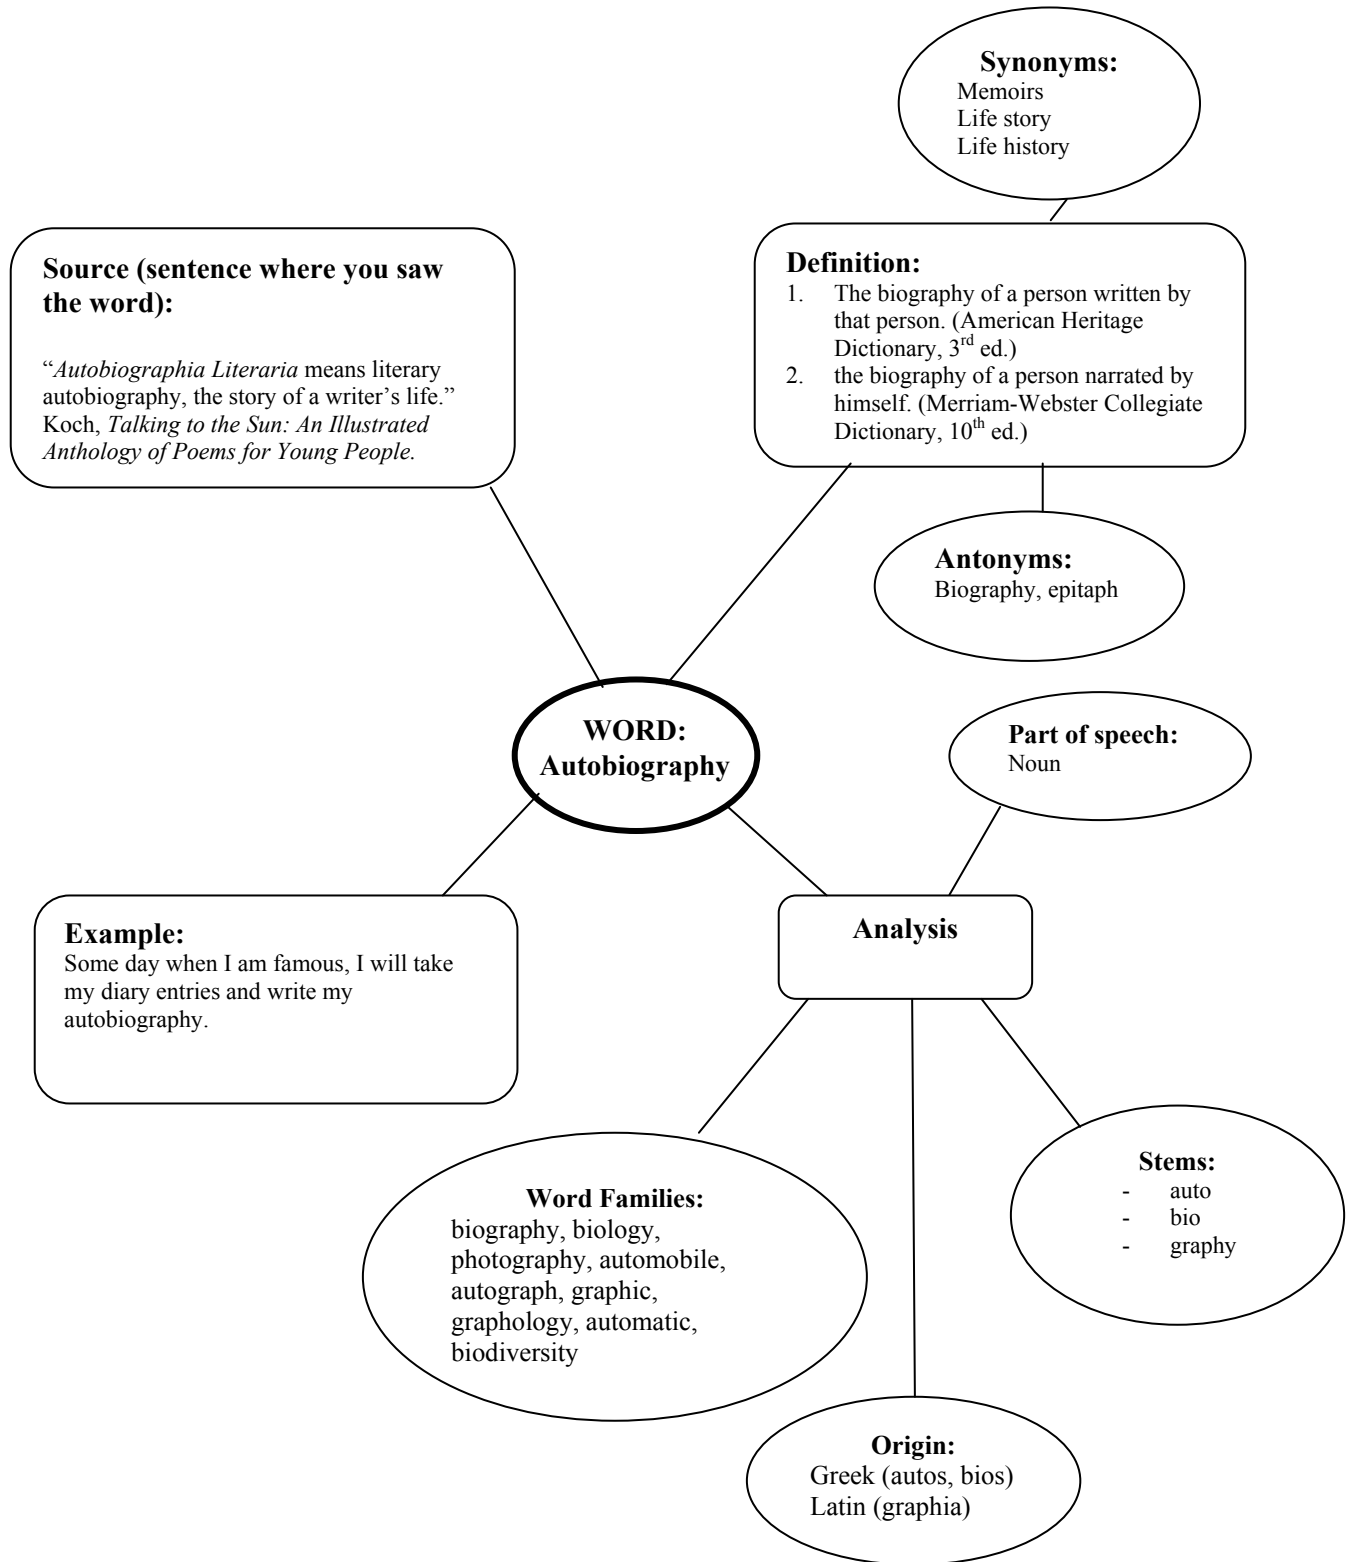 Synonyms:
Memoirs
Life story
Life history
Source (sentence where you saw
the word):
“Autobiographia Literaria means literary
autobiography, the story of a writer’s life.”
Koch, Talking to the Sun: An Illustrated
Anthology of Poems for Young People.
Definition:
1. The biography of a person written by
that person. (American Heritage
Dictionary, 3rd ed.)
2. the biography of a person narrated by
himself. (Merriam-Webster Collegiate
Dictionary, 10th ed.)
Antonyms:
Biography, epitaph
WORD:
Autobiography
Part of speech:
Noun
Example:
Some day when I am famous, I will take
my diary entries and write my
autobiography.
Analysis
Word Families:
biography, biology,
photography, automobile,
autograph, graphic,
graphology, automatic,
biodiversity
Stems:
- auto
- bio
- graphy
Origin:
Greek (autos, bios)
Latin (graphia)